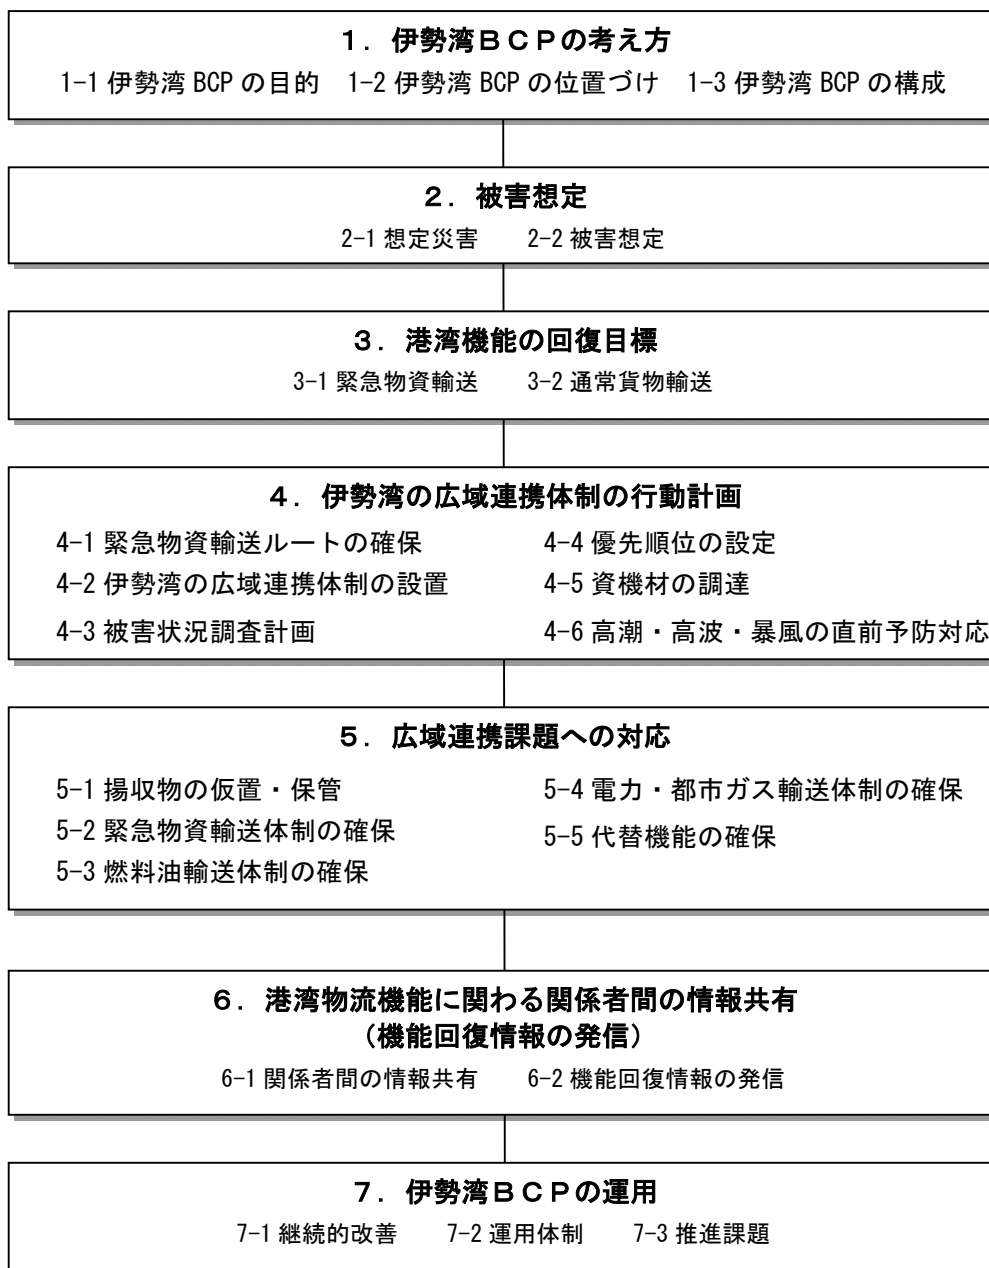 １．伊勢湾ＢＣＰの考え方
1-1 伊勢湾 BCP の目的　1-2 伊勢湾 BCP の位置づけ　1-3 伊勢湾 BCP の構成
２．被害想定
2-1 想定災害　2-2 被害想定
３．港湾機能の回復目標
3-1 緊急物資輸送　3-2 通常貨物輸送
４．伊勢湾の広域連携体制の行動計画
4-1 緊急物資輸送ルートの確保
4-2 伊勢湾の広域連携体制の設置
4-3 被害状況調査計画
4-4 優先順位の設定
4-5 資機材の調達
4-6 高潮・高波・暴風の直前予防対応
５．広域連携課題への対応
5-1 揚収物の仮置・保管
5-2 緊急物資輸送体制の確保
5-3 燃料油輸送体制の確保
5-4 電力・都市ガス輸送体制の確保
5-5 代替機能の確保
６．港湾物流機能に関わる関係者間の情報共有
（機能回復情報の発信）
6-1 関係者間の情報共有　6-2 機能回復情報の発信
７．伊勢湾ＢＣＰの運用
7-1 継続的改善　7-2 運用体制　7-3 推進課題